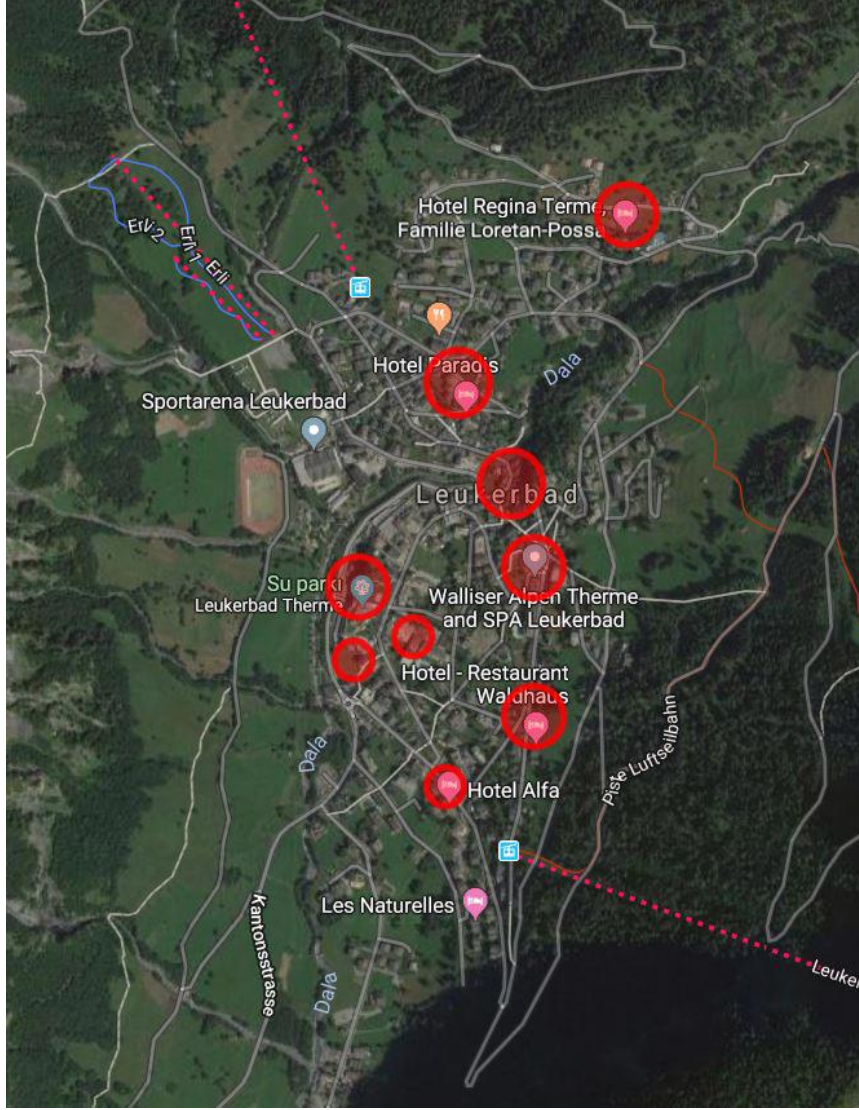 Hotel Regina Terme,
Familie Loretan-Possa
Erli 2
Erli 1
Erli
Hotel Paradis
Dala
Sportarena Leukerbad
Leukerbad
Su parkı
Leukerbad Therme
Walliser Alpen Therme
and SPA Leukerbad
Hotel - Restaurant
Waldhaus
Piste Luftseilbahn
Dala
Hotel Alfa
Les Naturelles
Kantonsstrasse
Dala
Leuker